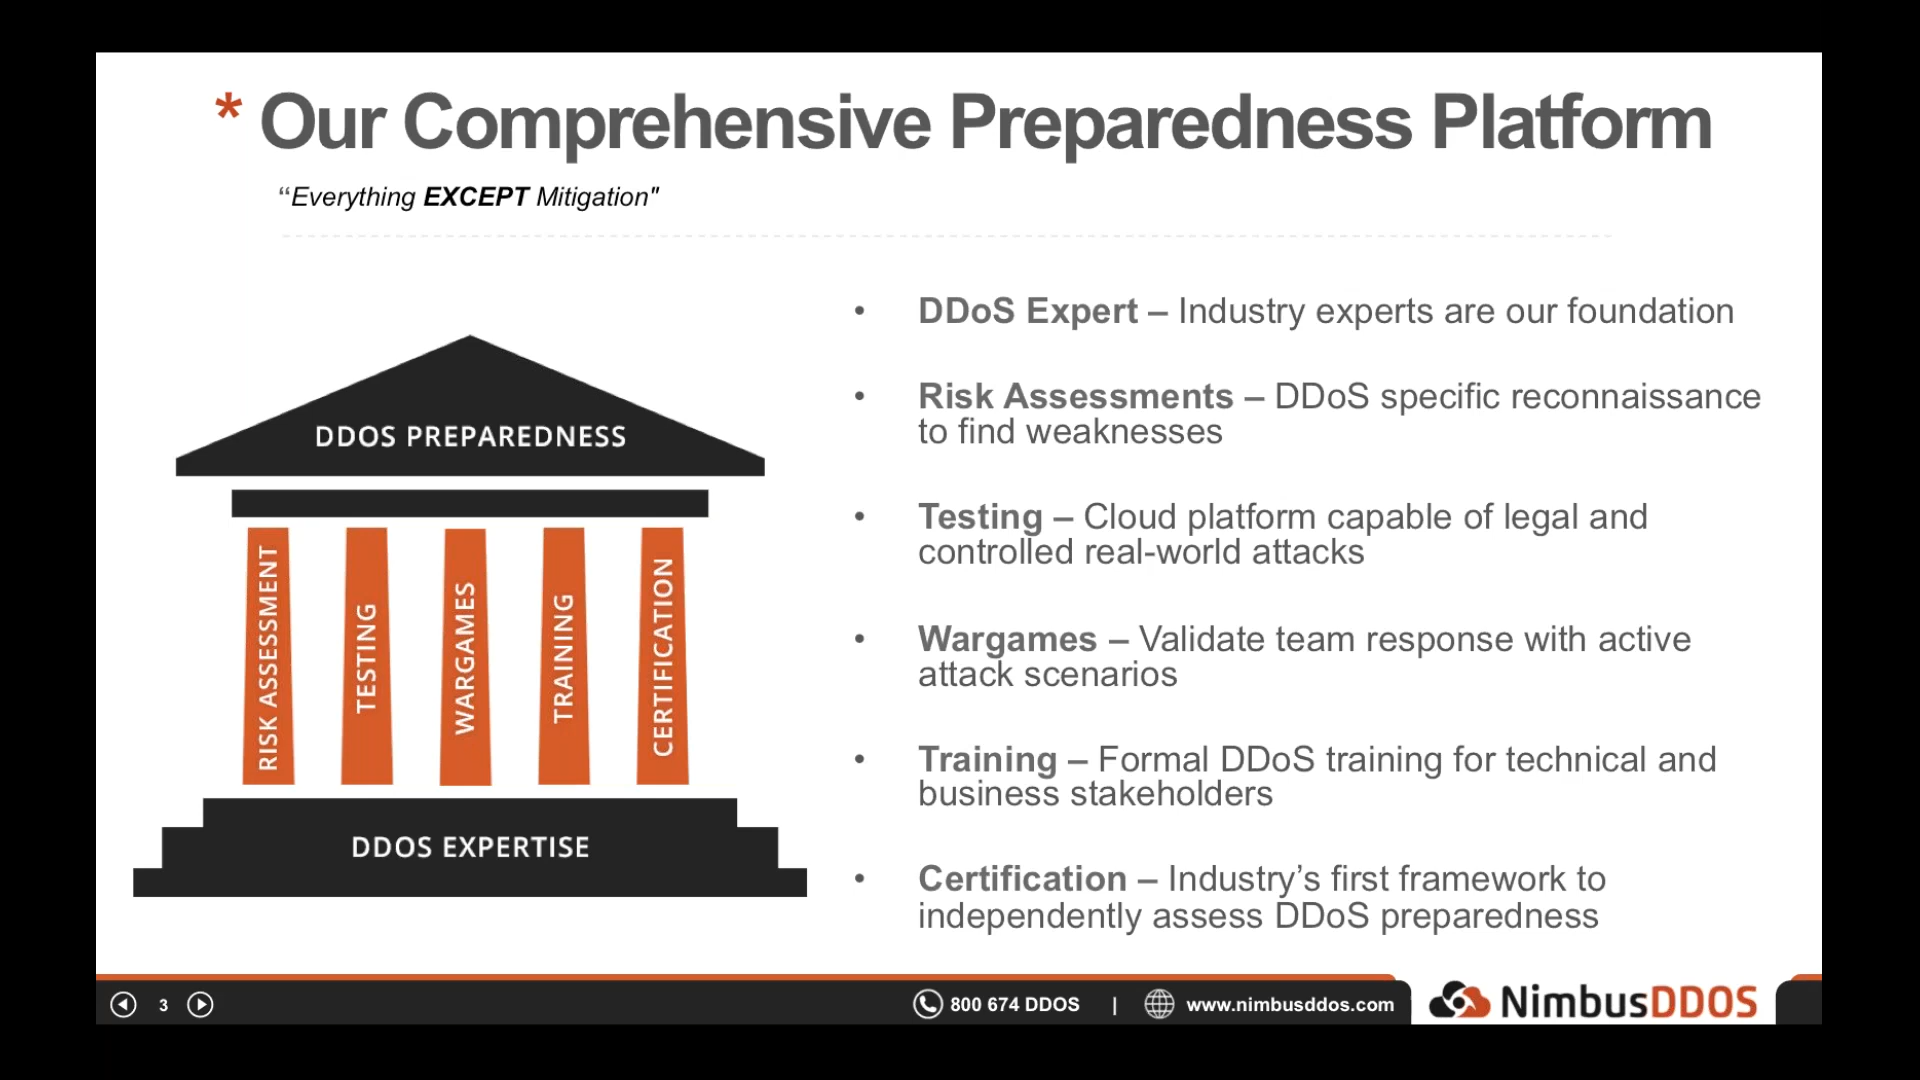 * Our Comprehensive Preparedness Platform
“Everything EXCEPT Mitigation"
DDOS PREPAREDNESS
RISK ASSESSMENT
TESTING
WARGAMES
TRAINING
CERTIFICATION
DDOS EXPERTISE
• DDoS Expert – Industry experts are our foundation
• Risk Assessments – DDoS specific reconnaissance
to find weaknesses
• Testing – Cloud platform capable of legal and
controlled real-world attacks
• Wargames – Validate team response with active
attack scenarios
• Training – Formal DDoS training for technical and
business stakeholders
• Certification – Industry’s first framework to
independently assess DDoS preparedness
3
800 674 DDOS | www.nimbusddos.com
NimbusDDOS